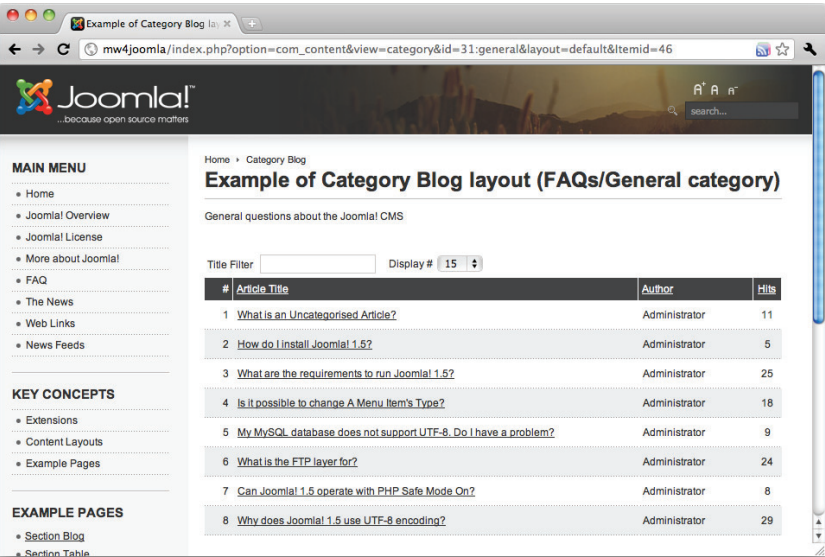 Example of Category Blog lay
mw4joomla/index.php?option=com_content&view=category&id=31:general&layout=default&Itemid=46
Joomla!™
...because open source matters
A+ A A-
search...
MAIN MENU
Home
Joomla! Overview
Joomla! License
More about Joomla!
FAQ
The News
Web Links
News Feeds
KEY CONCEPTS
Extensions
Content Layouts
Example Pages
EXAMPLE PAGES
Section Blog
Section Table
Home Category Blog
Example of Category Blog layout (FAQs/General category)
General questions about the Joomla! CMS
Title Filter Display # 15
# Article Title Author Hits
1 What is an Uncategorised Article? Administrator 11
2 How do I install Joomla! 1.5? Administrator 5
3 What are the requirements to run Joomla! 1.5? Administrator 25
4 Is it possible to change A Menu Item's Type? Administrator 18
5 My MySQL database does not support UTF-8. Do I have a problem? Administrator 9
6 What is the FTP layer for? Administrator 24
7 Can Joomla! 1.5 operate with PHP Safe Mode On? Administrator 8
8 Why does Joomla! 1.5 use UTF-8 encoding? Administrator 29